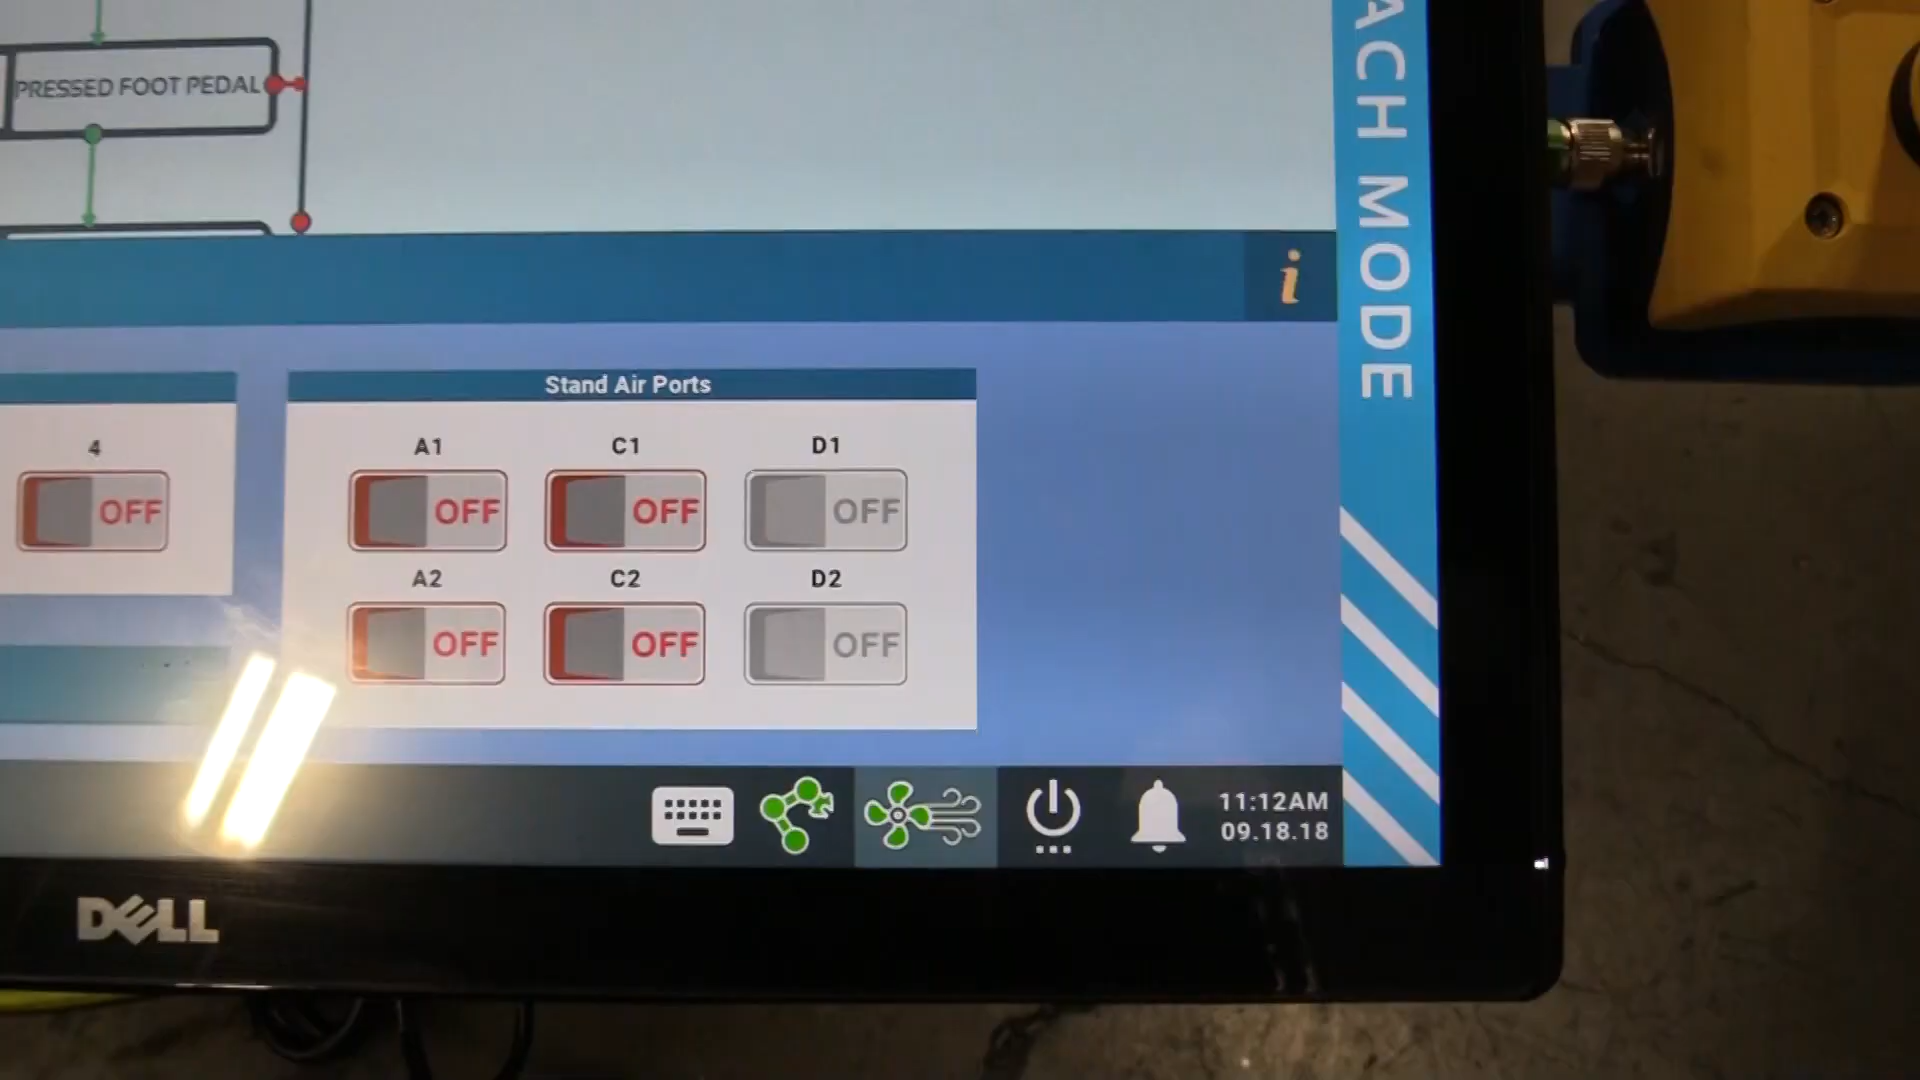 PRESSED FOOT PEDAL
ACH MODE
i
Stand Air Ports
4
A1
C1
D1
OFF
OFF
OFF
OFF
A2
C2
D2
OFF
OFF
OFF
11:12AM
09.18.18
DELL